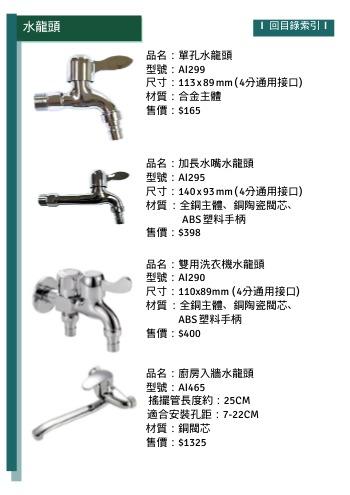 水龍頭
I 回目錄索引 I
品名：單孔水龍頭
型號：AI299
尺寸：113x89mm(4分通用接口)
材質：合金主體
售價：$165
品名：加長水嘴水龍頭
型號：AI295
尺寸：140x93mm(4分通用接口)
材質：全銅主體、銅陶瓷閥芯、
ABS塑料手柄
售價：$398
品名：雙用洗衣機水龍頭
型號：AI290
尺寸：110x89mm (4分通用接口)
材質：全銅主體、銅陶瓷閥芯、
ABS塑料手柄
售價：$400
品名：廚房入牆水龍頭
型號：AI465
搖擺管長度約：25CM
適合安裝孔距：7-22CM
材質：銅閥芯
售價：$1325